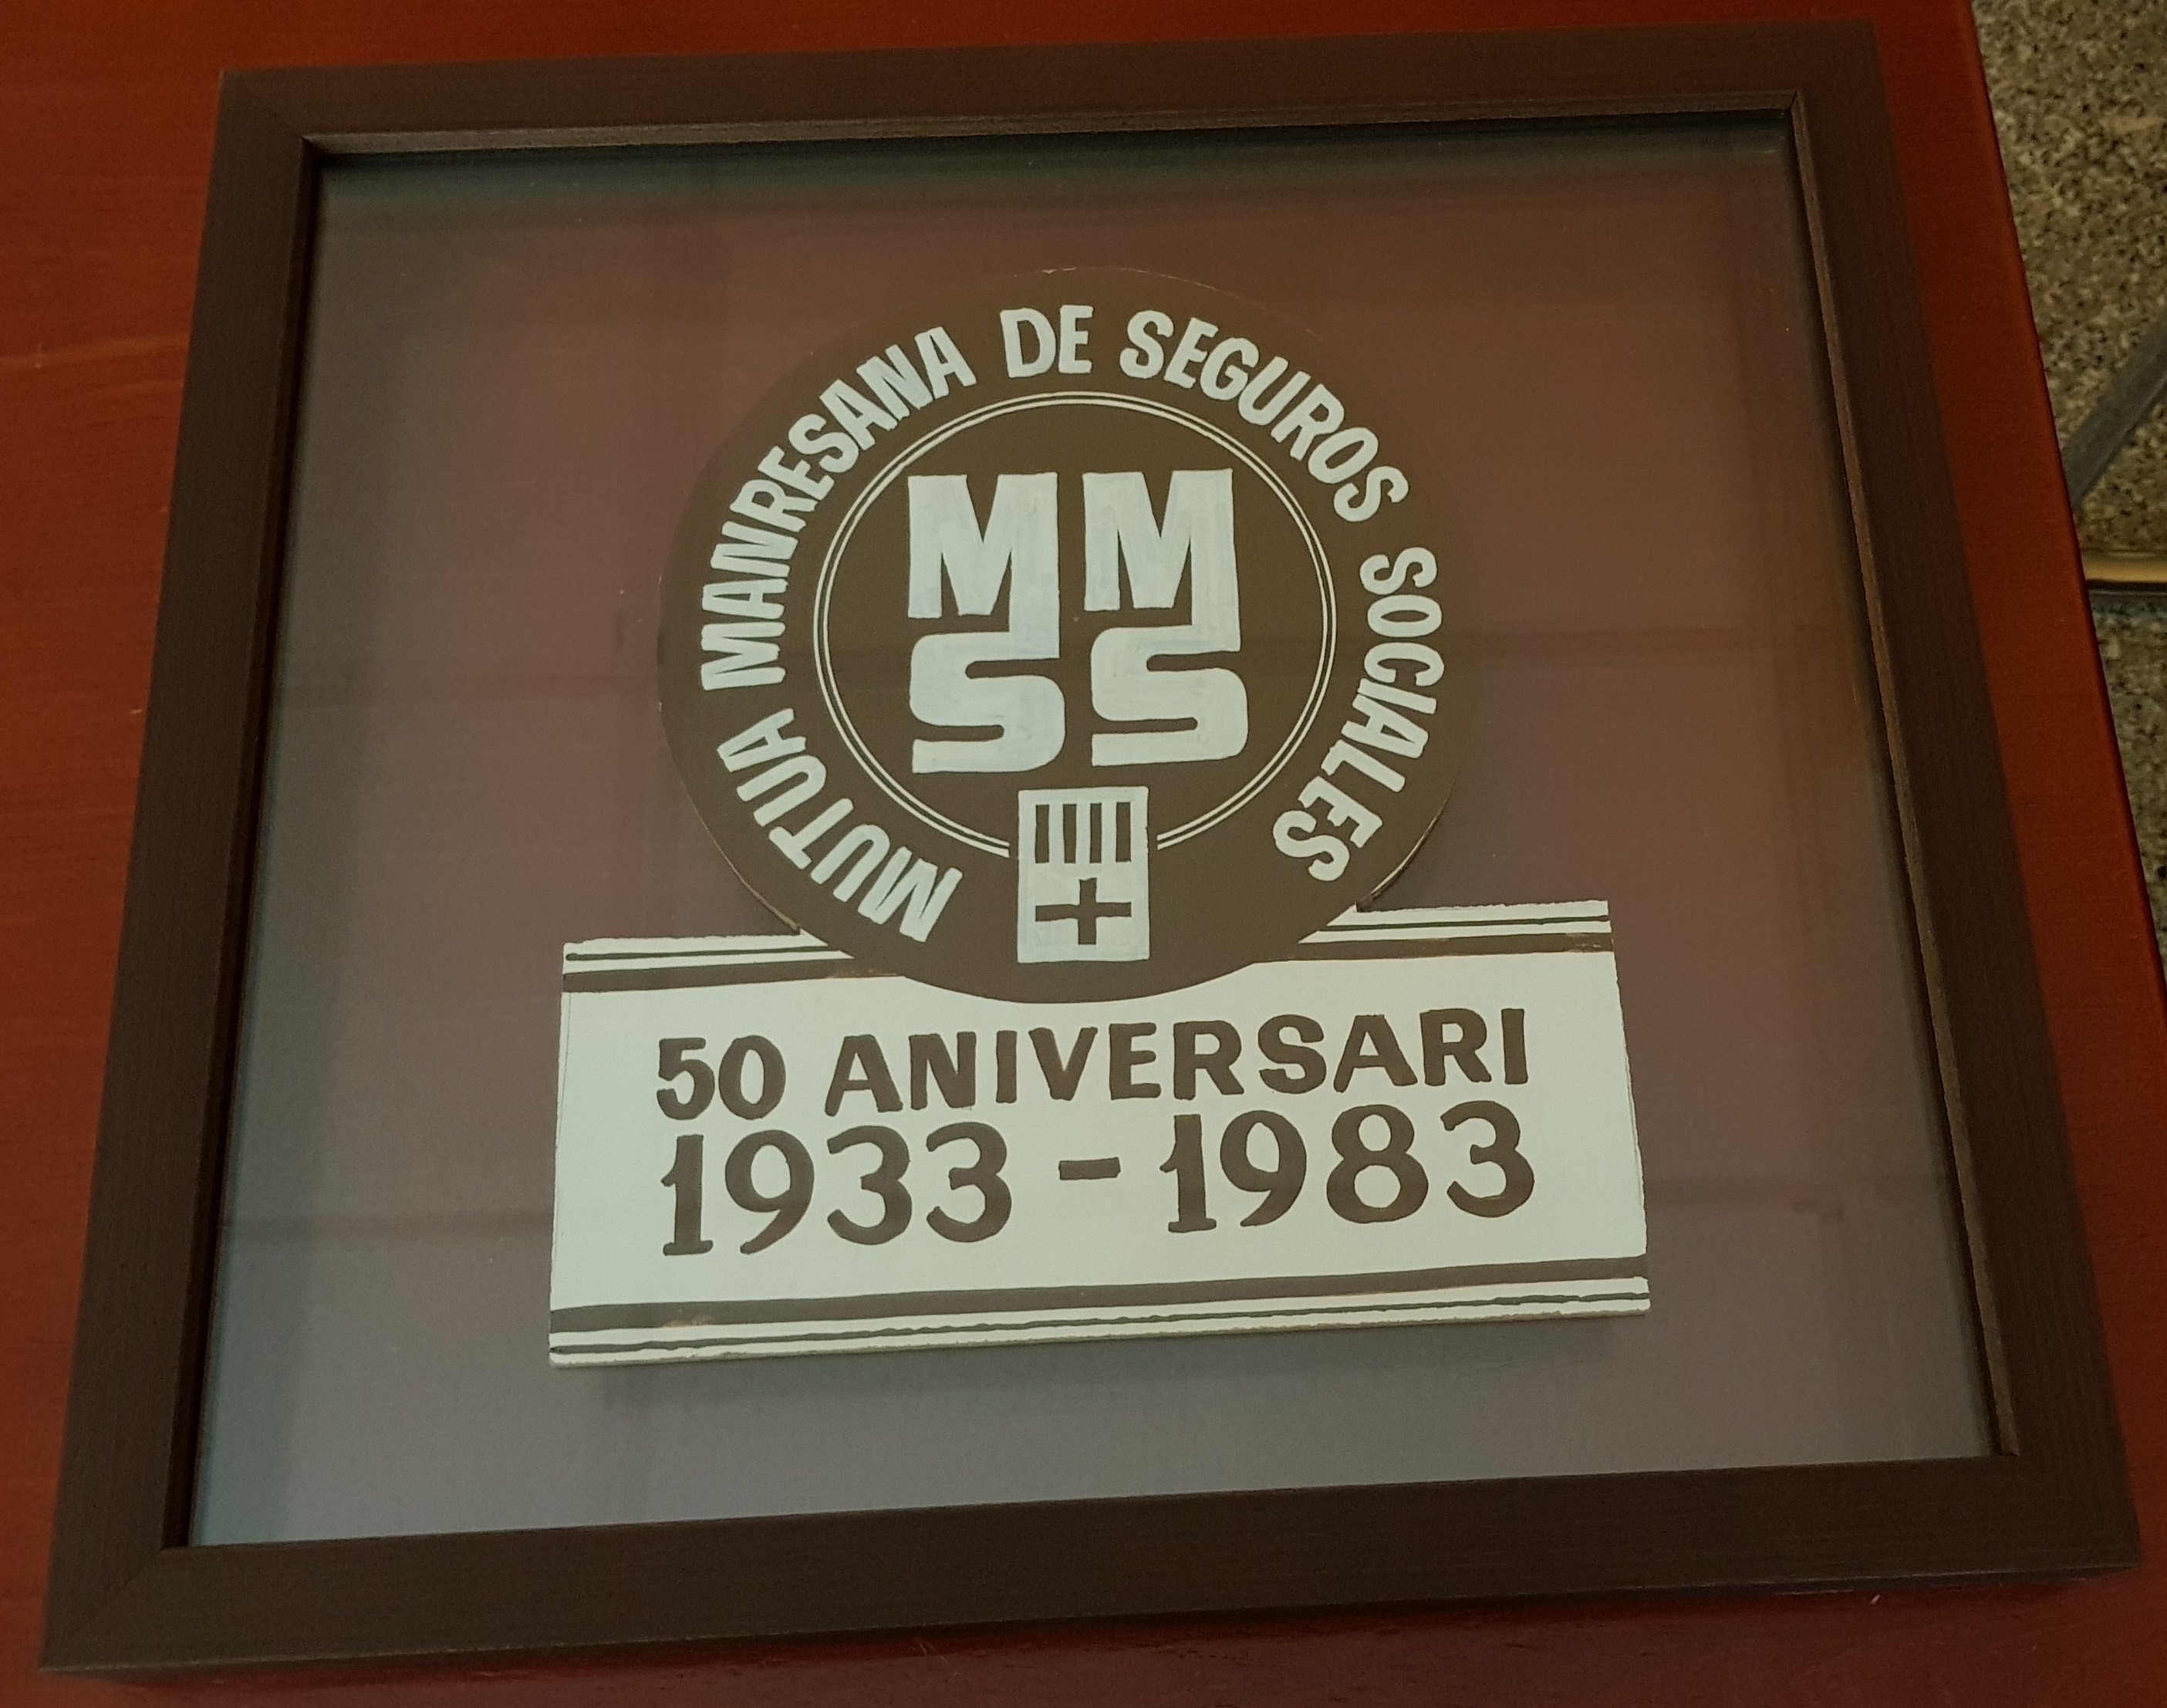 MUTUA MANRESANA DE SEGUROS SOCIALES
MM
SS
50 ANIVERSARI
1933 - 1983